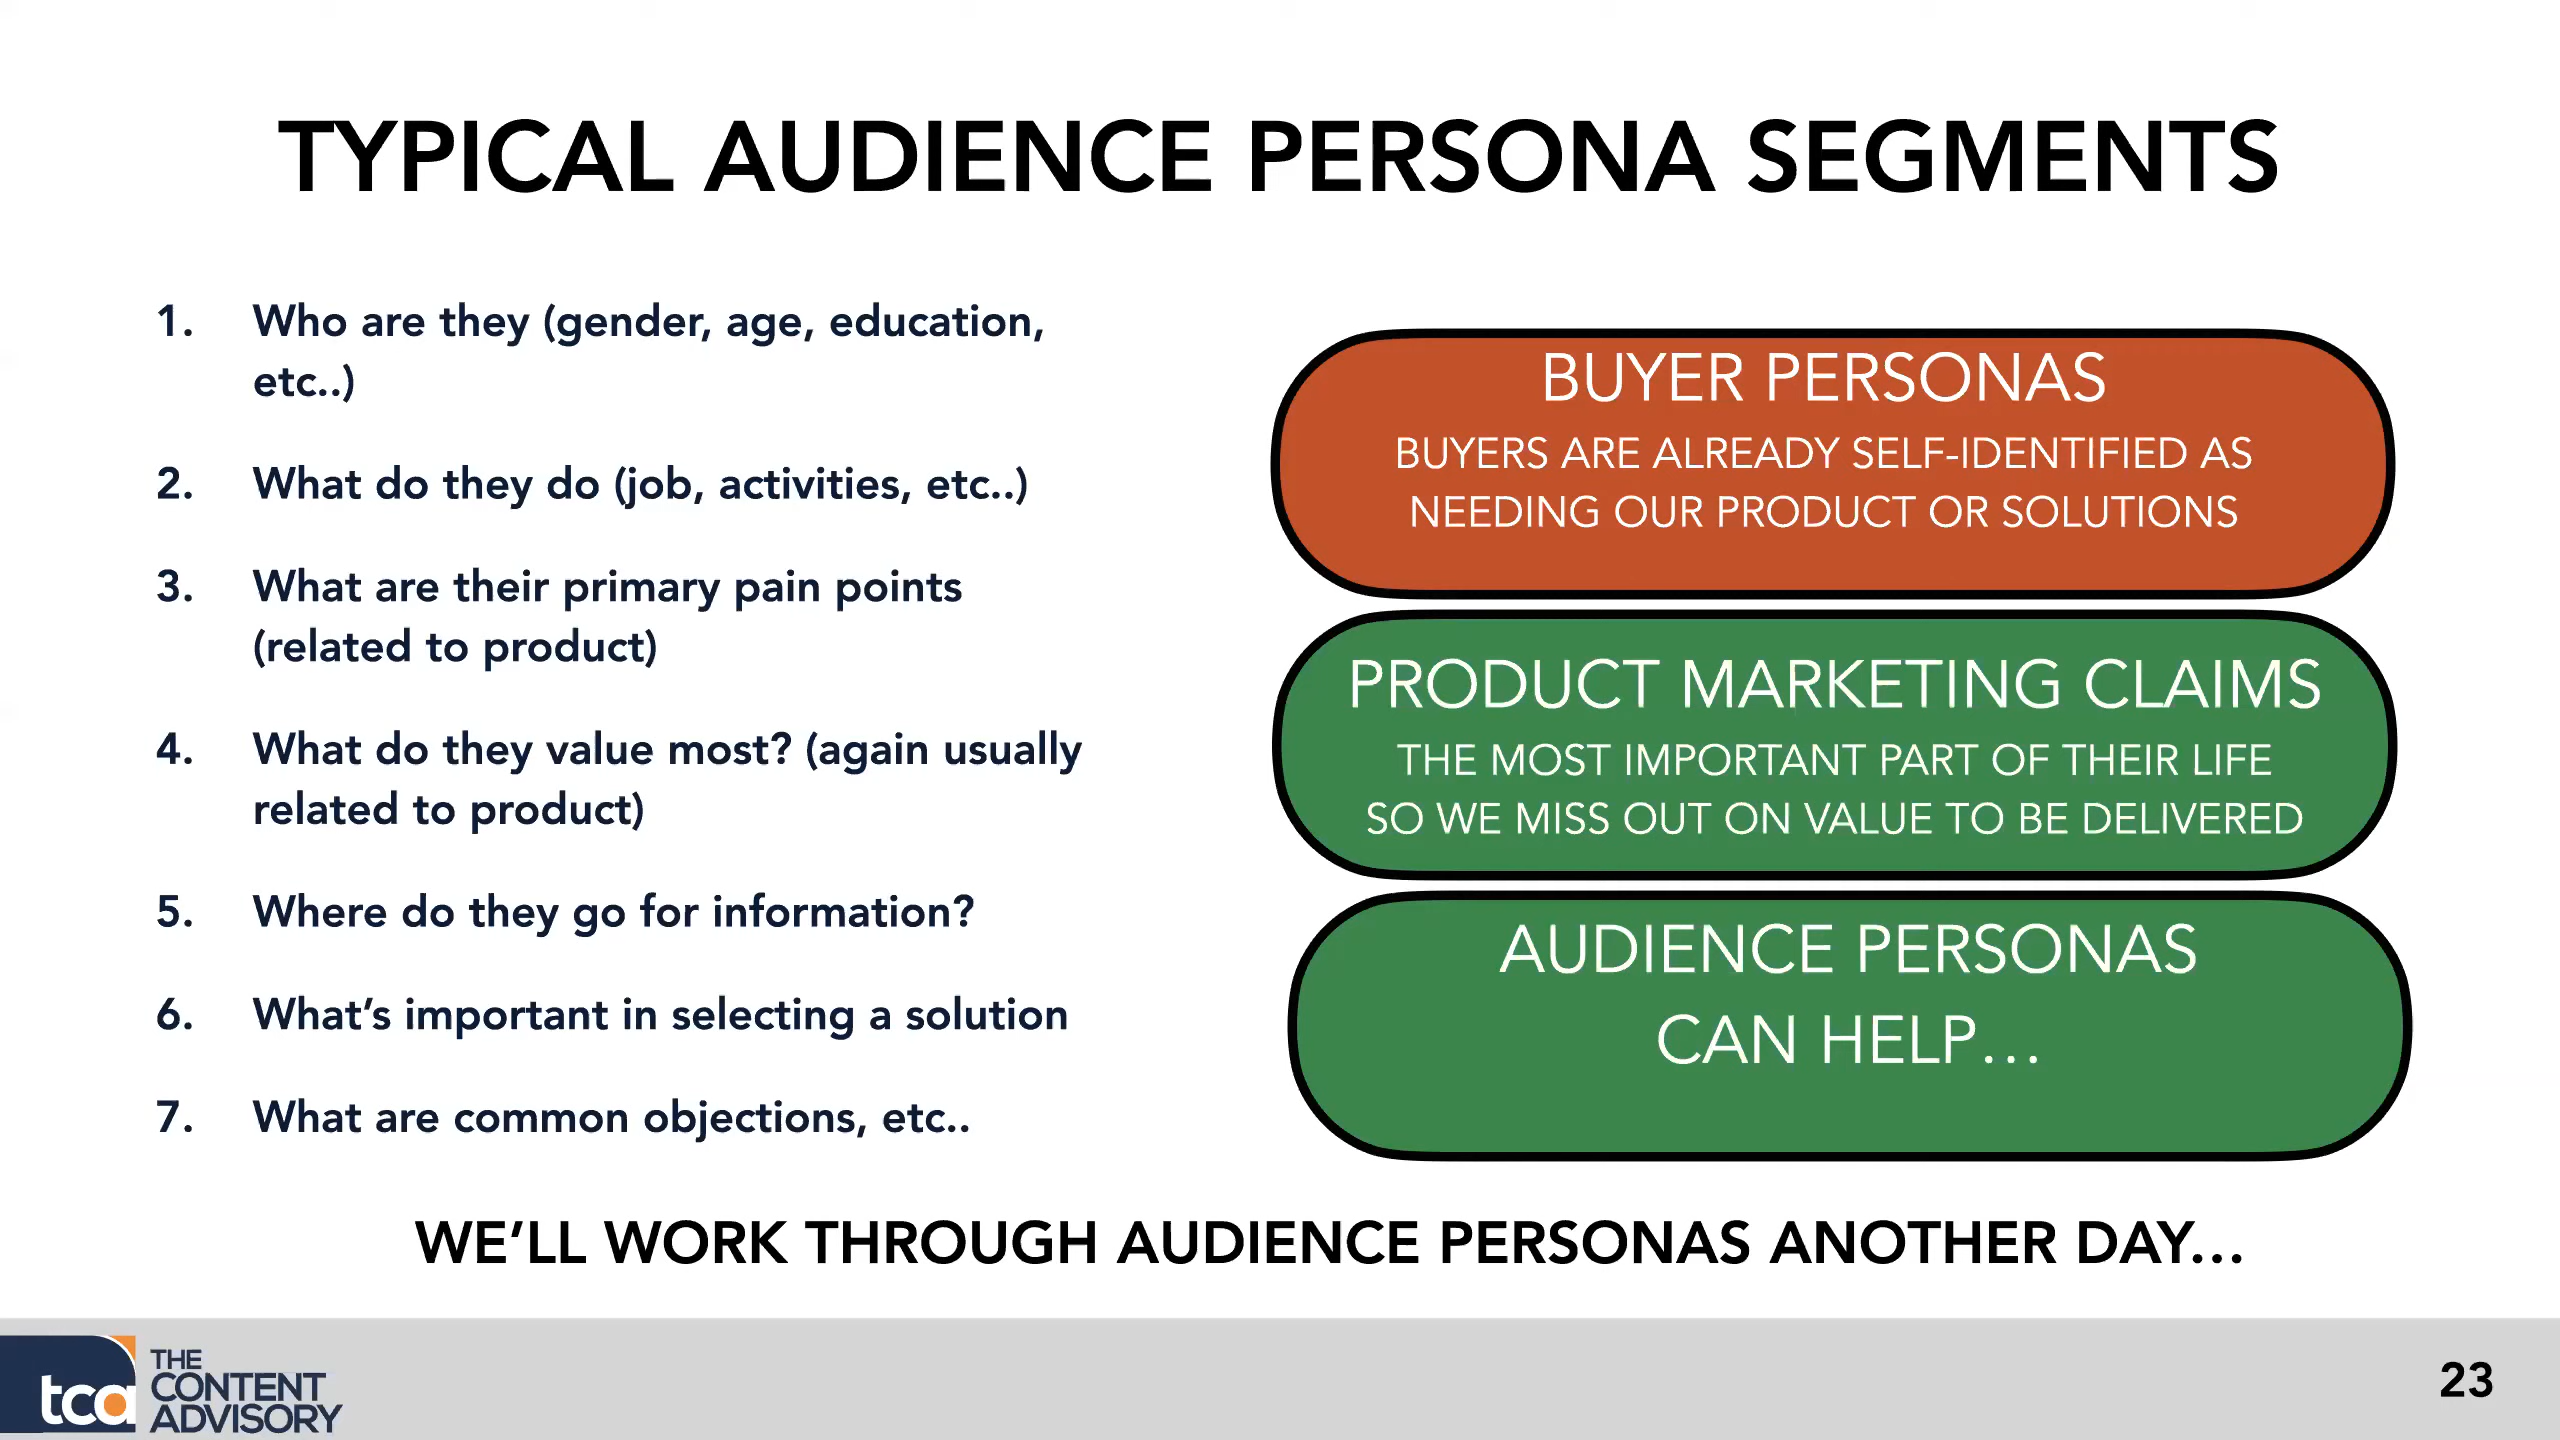 TYPICAL AUDIENCE PERSONA SEGMENTS
1. Who are they (gender, age, education,
etc..)
2. What do they do (job, activities, etc..)
3. What are their primary pain points
(related to product)
4. What do they value most? (again usually
related to product)
5. Where do they go for information?
6. What’s important in selecting a solution
7. What are common objections, etc..
BUYER PERSONAS
BUYERS ARE ALREADY SELF-IDENTIFIED AS
NEEDING OUR PRODUCT OR SOLUTIONS
PRODUCT MARKETING CLAIMS
THE MOST IMPORTANT PART OF THEIR LIFE
SO WE MISS OUT ON VALUE TO BE DELIVERED
AUDIENCE PERSONAS
CAN HELP…
WE’LL WORK THROUGH AUDIENCE PERSONAS ANOTHER DAY…
tca
THE
CONTENT
ADVISORY
23